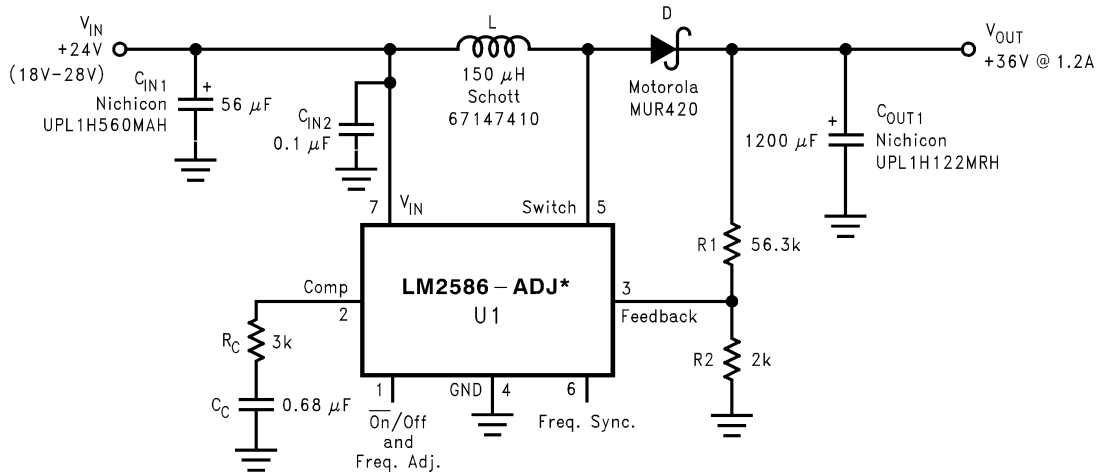 V_IN
+24V
(18V–28V)
C_IN1
Nichicon
UPL1H560MAH
+
56 μF
C_IN2
0.1 μF
L
150 μH
Schott
67147410
D
Motorola
MUR420
V_OUT
+36V @ 1.2A
+
1200 μF
C_OUT1
Nichicon
UPL1H122MRH
7
V_IN
Switch
5
R1
56.3k
LM2586–ADJ*
U1
Comp
2
3
Feedback
R_C
3k
R2
2k
C_C
0.68 μF
1
On/Off
and
Freq. Adj.
GND
4
6
Freq. Sync.